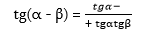 tg(α - β) = tgα− / + tgαtgβ